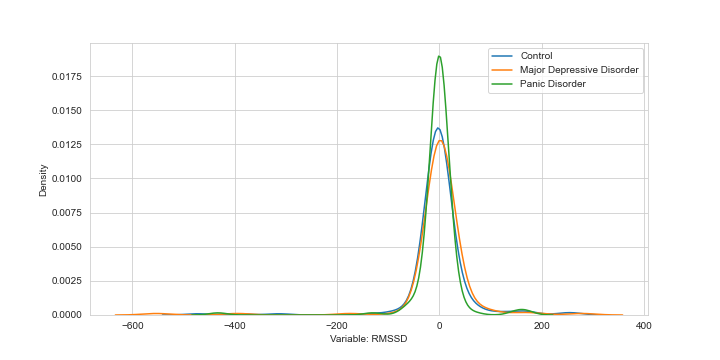 Control
Major Depressive Disorder
Panic Disorder
0.0175
0.0150
0.0125
0.0100
0.0075
0.0050
0.0025
0.0000
Density
−600
−400
−200
0
200
400
Variable: RMSSD